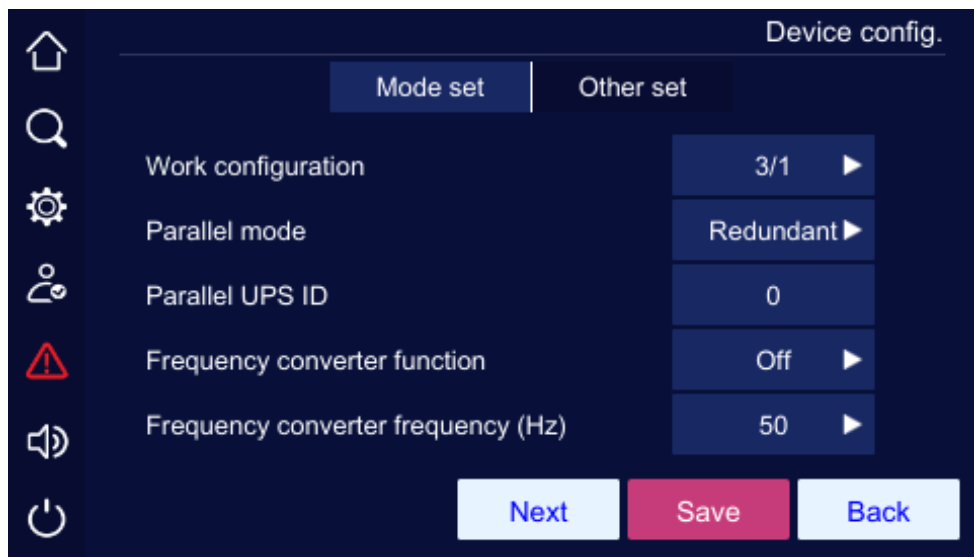 Device config.
Mode set Other set
Work configuration 3/1
Parallel mode Redundant
Parallel UPS ID 0
Frequency converter function Off
Frequency converter frequency (Hz) 50
Next Save Back